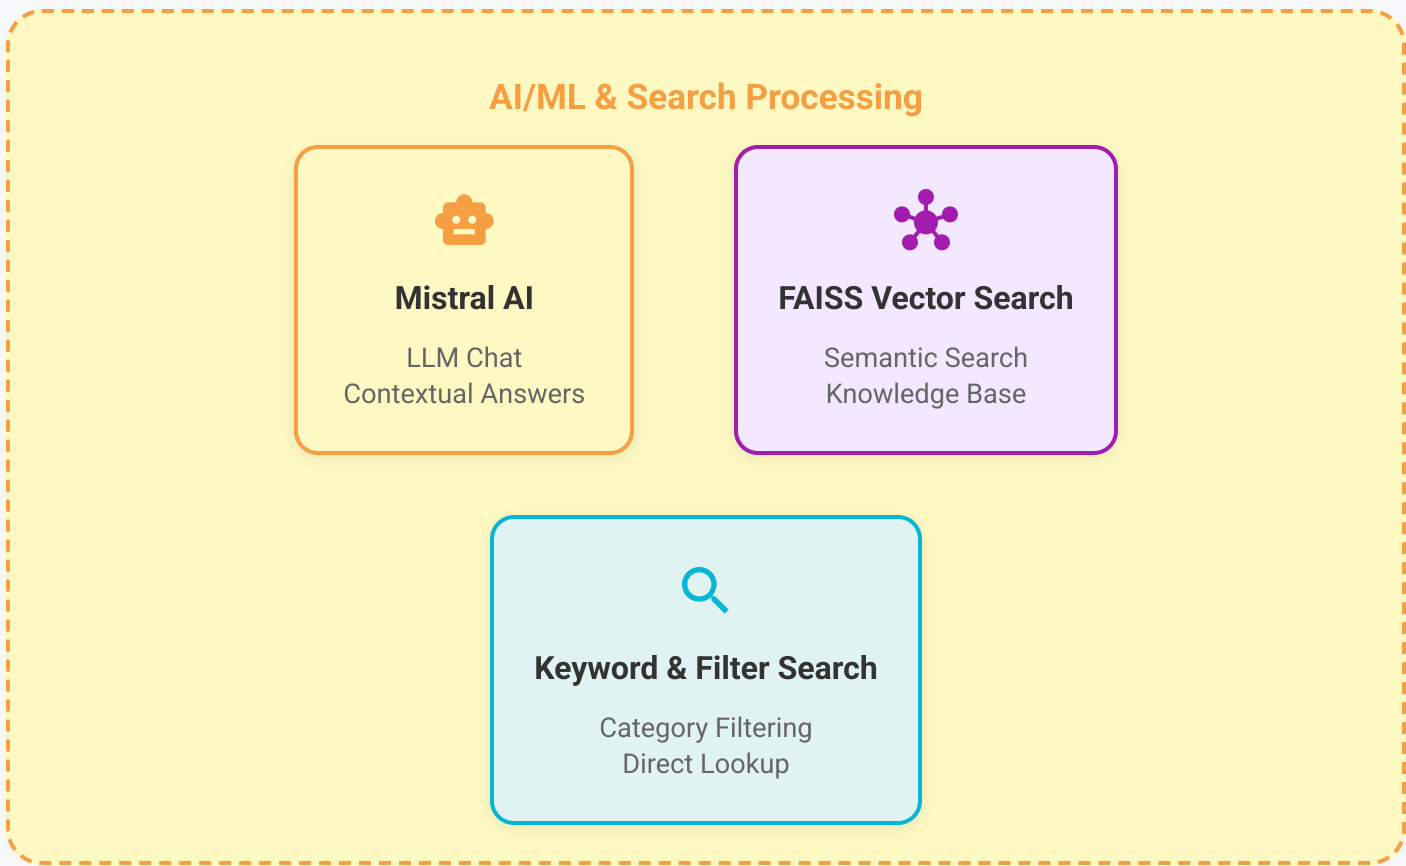 AI/ML & Search Processing
Mistral AI
LLM Chat
Contextual Answers
FAISS Vector Search
Semantic Search
Knowledge Base
Keyword & Filter Search
Category Filtering
Direct Lookup